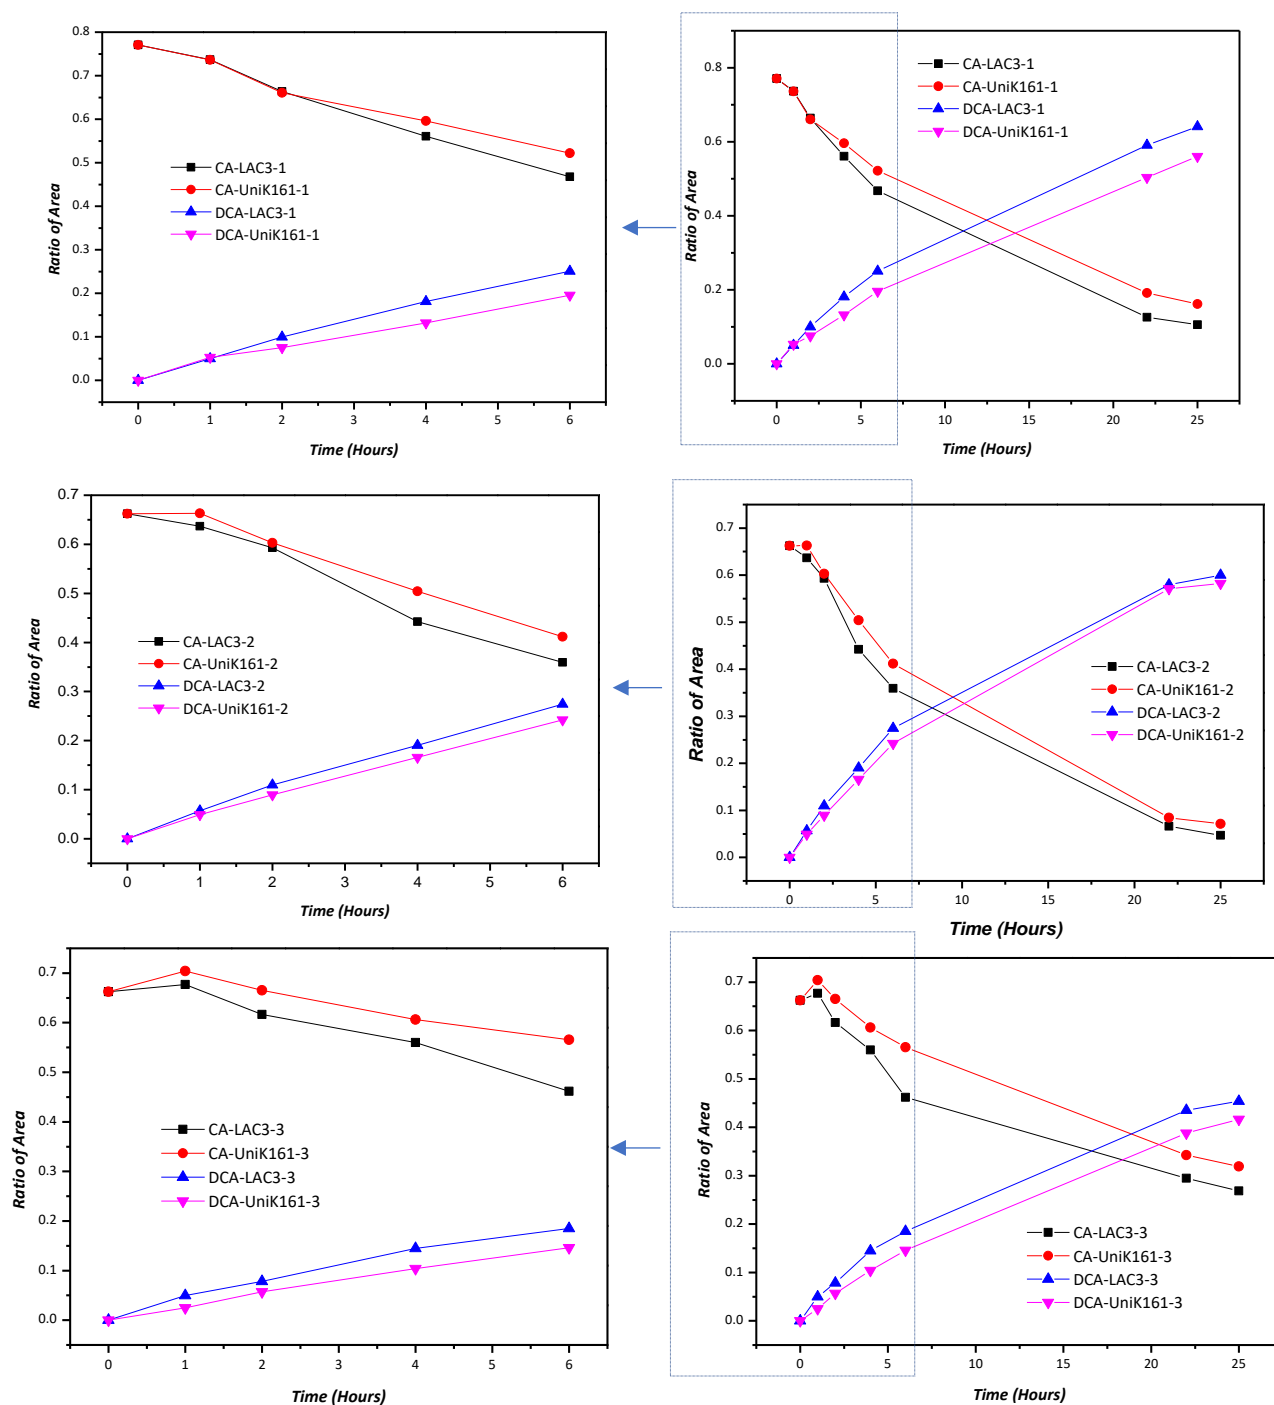 0.8
0.7
0.6
0.5
0.4
0.3
0.2
0.1
0.0
Ratio of Area
CA-LAC3-1
CA-UniK161-1
DCA-LAC3-1
DCA-UniK161-1
0 1 2 3 4 5 6
Time (Hours)
0.8
0.6
0.4
0.2
0.0
Ratio of Area
CA-LAC3-1
CA-UniK161-1
DCA-LAC3-1
DCA-UniK161-1
0 5 10 15 20 25
Time (Hours)
0.7
0.6
0.5
0.4
0.3
0.2
0.1
0.0
Ratio of Area
CA-LAC3-2
CA-UniK161-2
DCA-LAC3-2
DCA-UniK161-2
0 1 2 3 4 5 6
Time (Hours)
0.7
0.6
0.5
0.4
0.3
0.2
0.1
0.0
Ratio of Area
CA-LAC3-2
CA-UniK161-2
DCA-LAC3-2
DCA-UniK161-2
0 5 10 15 20 25
Time (Hours)
0.7
0.6
0.5
0.4
0.3
0.2
0.1
0.0
Ratio of Area
CA-LAC3-3
CA-UniK161-3
DCA-LAC3-3
DCA-UniK161-3
0 1 2 3 4 5 6
Time (Hours)
0.7
0.6
0.5
0.4
0.3
0.2
0.1
0.0
Ratio of Area
CA-LAC3-3
CA-UniK161-3
DCA-LAC3-3
DCA-UniK161-3
0 5 10 15 20 25
Time (Hours)